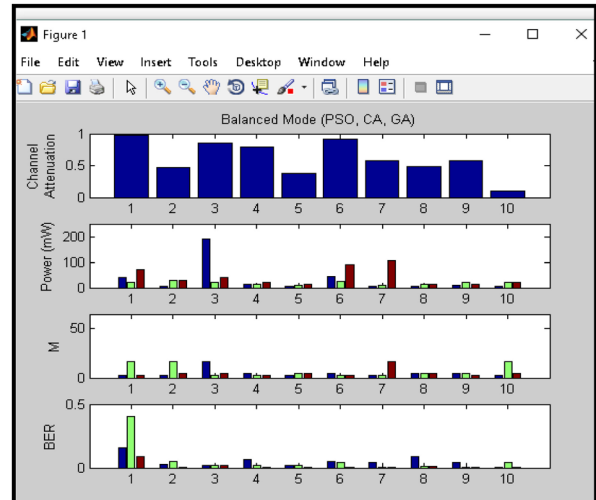 Figure 1
File Edit View Insert Tools Desktop Window Help
Balanced Mode (PSO, CA, GA)
Channel
Attenuation
1
0.5
0
1 2 3 4 5 6 7 8 9 10
Power (mW)
200
100
0
1 2 3 4 5 6 7 8 9 10
M
50
0
1 2 3 4 5 6 7 8 9 10
BER
0.5
0
1 2 3 4 5 6 7 8 9 10